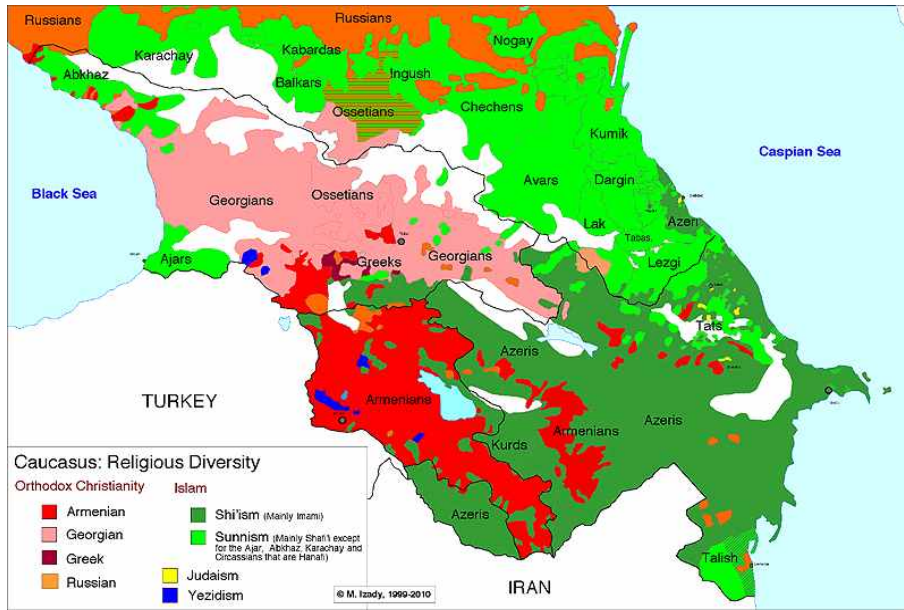 Russians
Russians
Nogay
Karachay
Kabardas
Abkhaz
Balkars
Ingush
Ossetians
Chechens
Kumik
Caspian Sea
Black Sea
Avars
Dargin
Ossetians
Georgians
Azeri
Lak
Tabas.
Ajars
Greeks
Georgians
Lezgi
Tats
Azeris
TURKEY
Armenians
Azeris
Armenians
Kurds
Azeris
Talish
IRAN
Caucasus: Religious Diversity
Orthodox Christianity
Islam
Armenian
Georgian
Greek
Russian
Shi'ism (Mainly Imami)
Sunnism (Mainly Shafi'i except
for the Ajar, Abkhaz, Karachay and
Circassians that are Hanafi)
Judaism
Yezidism
© M. Izady, 1999-2010